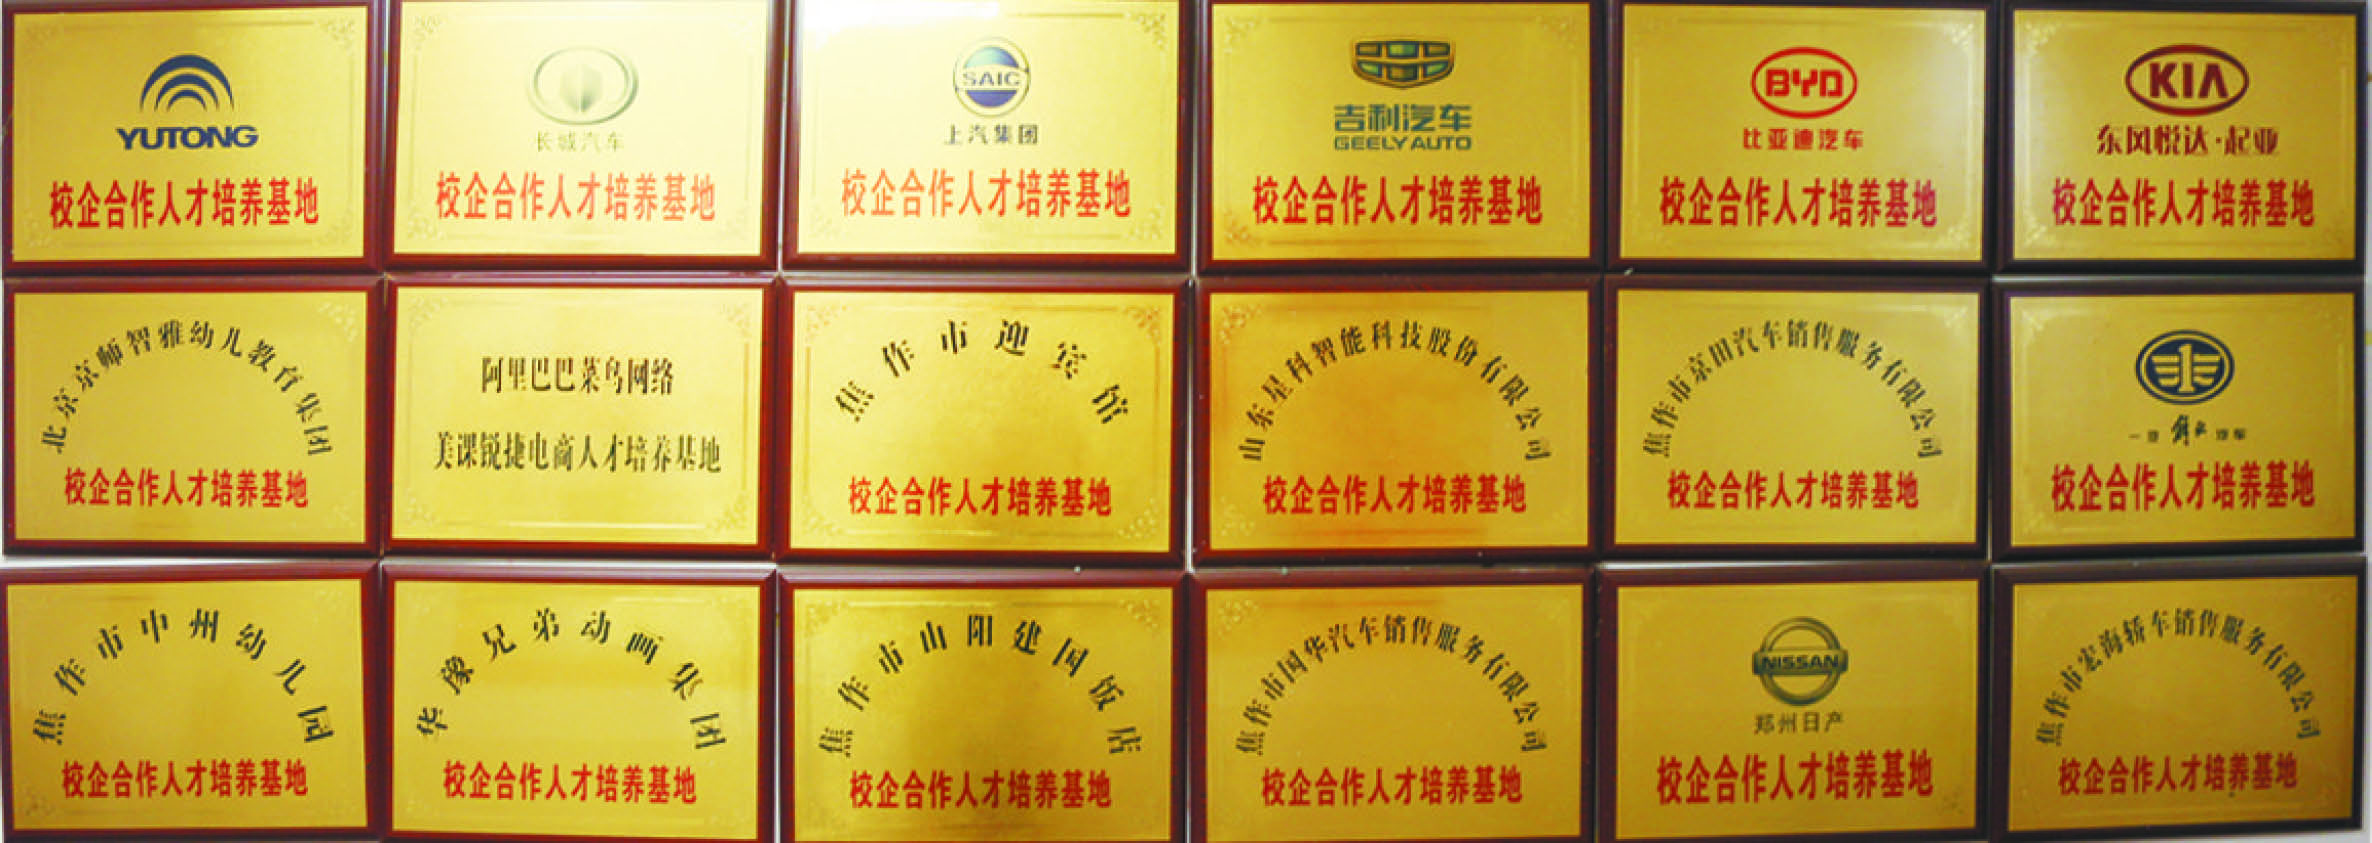 YUTONG
校企合作人才培养基地
长城汽车
校企合作人才培养基地
SAIC
上汽集团
校企合作人才培养基地
吉利汽车
GEELY AUTO
校企合作人才培养基地
BYD
比亚迪汽车
校企合作人才培养基地
KIA
东风悦达·起亚
校企合作人才培养基地
北京京师智雅幼儿教育集团
校企合作人才培养基地
阿里巴巴菜鸟网络
美课锐捷电商人才培养基地
焦作市迎宾馆
校企合作人才培养基地
山东星科智能科技股份有限公司
校企合作人才培养基地
焦作市京田汽车销售服务有限公司
校企合作人才培养基地
一汽解放汽车
校企合作人才培养基地
焦作市中州幼儿园
校企合作人才培养基地
华豫兄弟动画集团
校企合作人才培养基地
焦作市山阳建国饭店
校企合作人才培养基地
焦作市国华汽车销售服务有限公司
校企合作人才培养基地
NISSAN
郑州日产
校企合作人才培养基地
焦作市宏海轿车销售服务有限公司
校企合作人才培养基地